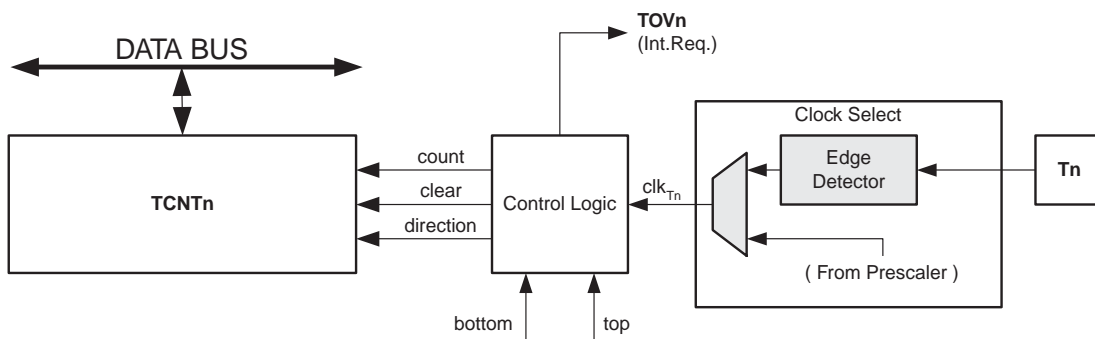 TOVn
(Int.Req.)
DATA BUS
Clock Select
count
Edge
Detector
Tn
TCNTn
clear
Control Logic
clkTn
direction
( From Prescaler )
bottom
top